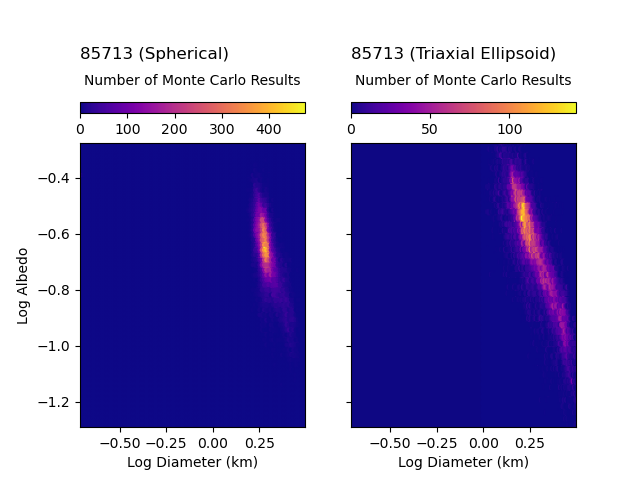 85713 (Spherical)
Number of Monte Carlo Results
0 100 200 300 400
−0.4
−0.6
−0.8
−1.0
−1.2
Log Albedo
−0.50 −0.25 0.00 0.25
Log Diameter (km)
85713 (Triaxial Ellipsoid)
Number of Monte Carlo Results
0 50 100
−0.50 −0.25 0.00 0.25
Log Diameter (km)